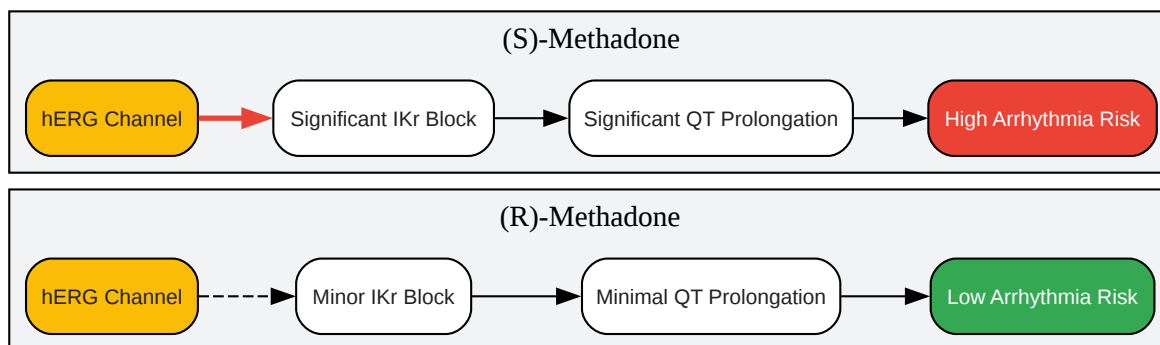 (S)-Methadone
hERG Channel
Significant IKr Block
Significant QT Prolongation
High Arrhythmia Risk
(R)-Methadone
hERG Channel
Minor IKr Block
Minimal QT Prolongation
Low Arrhythmia Risk